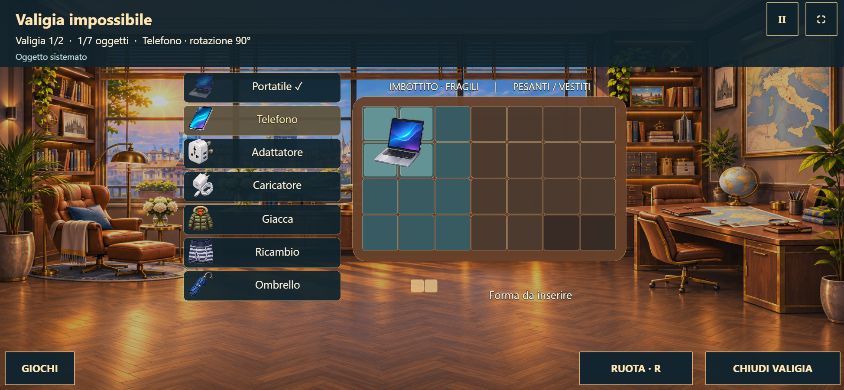 Valigia impossibile
Valigia 1/2 · 1/7 oggetti · Telefono · rotazione 90°
Oggetto sistemato
II
Portatile ✓
IMBOTTITO · FRAGILI | PESANTI / VESTITI
Telefono
Adattatore
Caricatore
Giacca
Ricambio
Ombrello
Forma da inserire
GIOCHI
RUOTA · R
CHIUDI VALIGIA